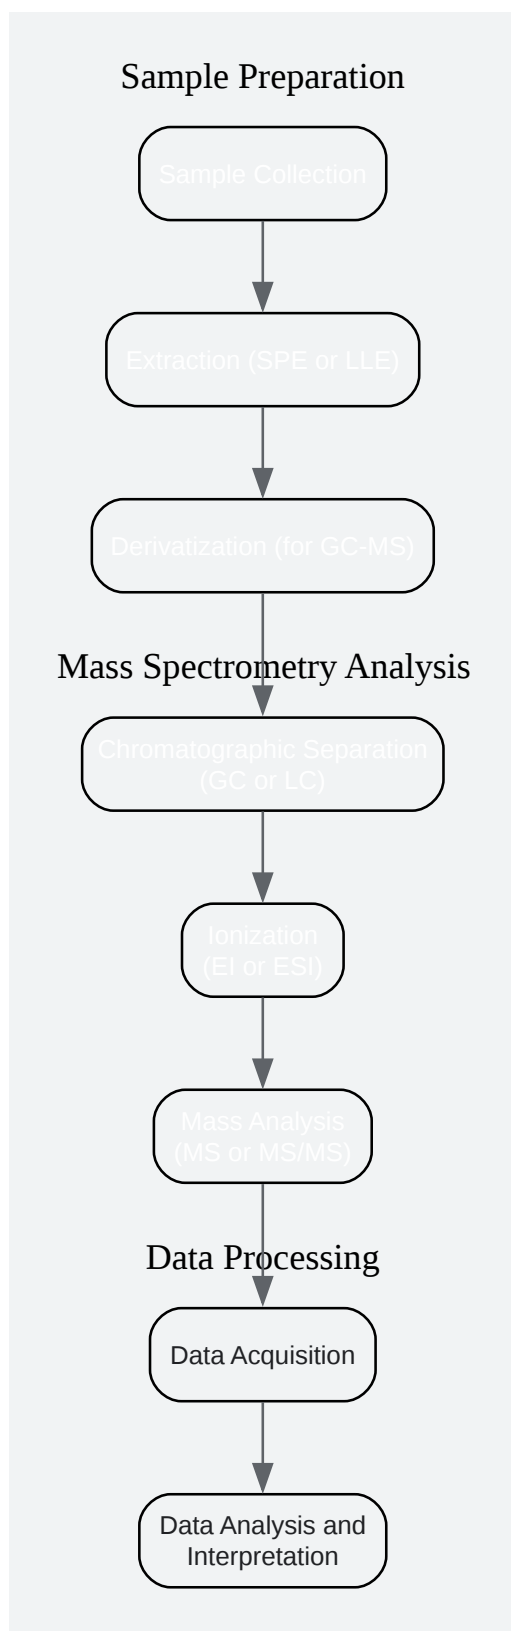 Sample Preparation
Sample Collection
Extraction (SPE or LLE)
Derivatization (for GC-MS)
Mass Spectrometry Analysis
Chromatographic Separation
(GC or LC)
Ionization
(EI or ESI)
Mass Analysis
(MS or MS/MS)
Data Processing
Data Acquisition
Data Analysis and
Interpretation